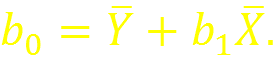 b₀ = Ȳ + b₁X̄.